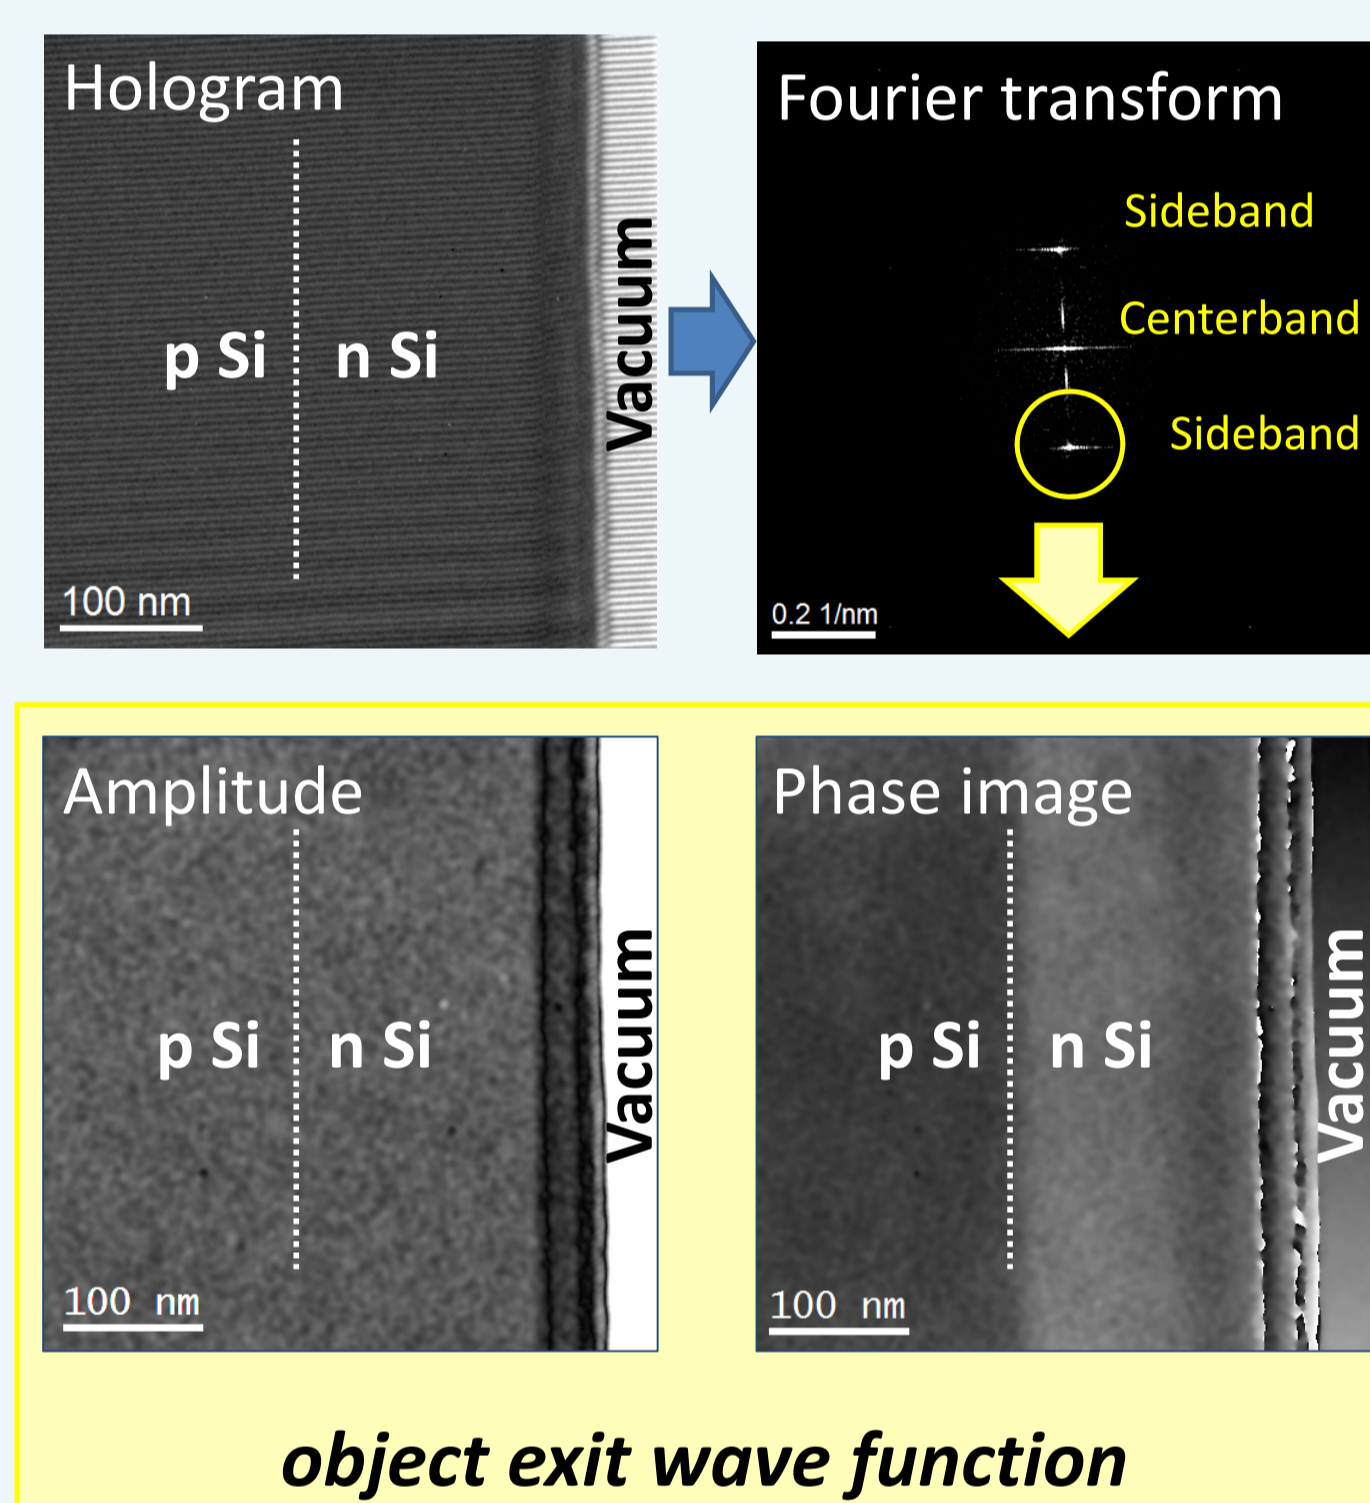 Hologram
p Si
n Si
Vacuum
100 nm
Fourier transform
Sideband
Centerband
Sideband
0.2 1/nm
Amplitude
p Si
n Si
Vacuum
100 nm
Phase image
p Si
n Si
Vacuum
100 nm
object exit wave function